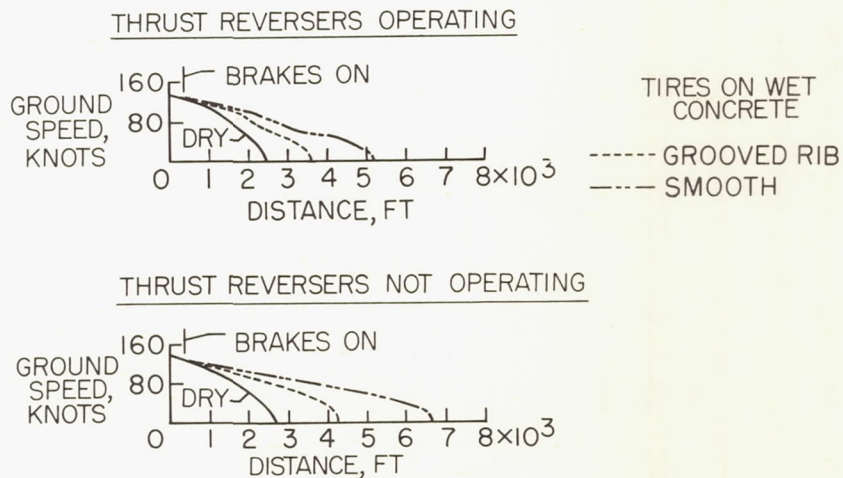 THRUST REVERSERS OPERATING
160
BRAKES ON
GROUND
SPEED,
KNOTS
80
DRY
0 1 2 3 4 5 6 7 8×10³
DISTANCE, FT
TIRES ON WET
CONCRETE
GROOVED RIB
SMOOTH
THRUST REVERSERS NOT OPERATING
160
BRAKES ON
GROUND
SPEED,
KNOTS
80
DRY
0 1 2 3 4 5 6 7 8×10³
DISTANCE, FT